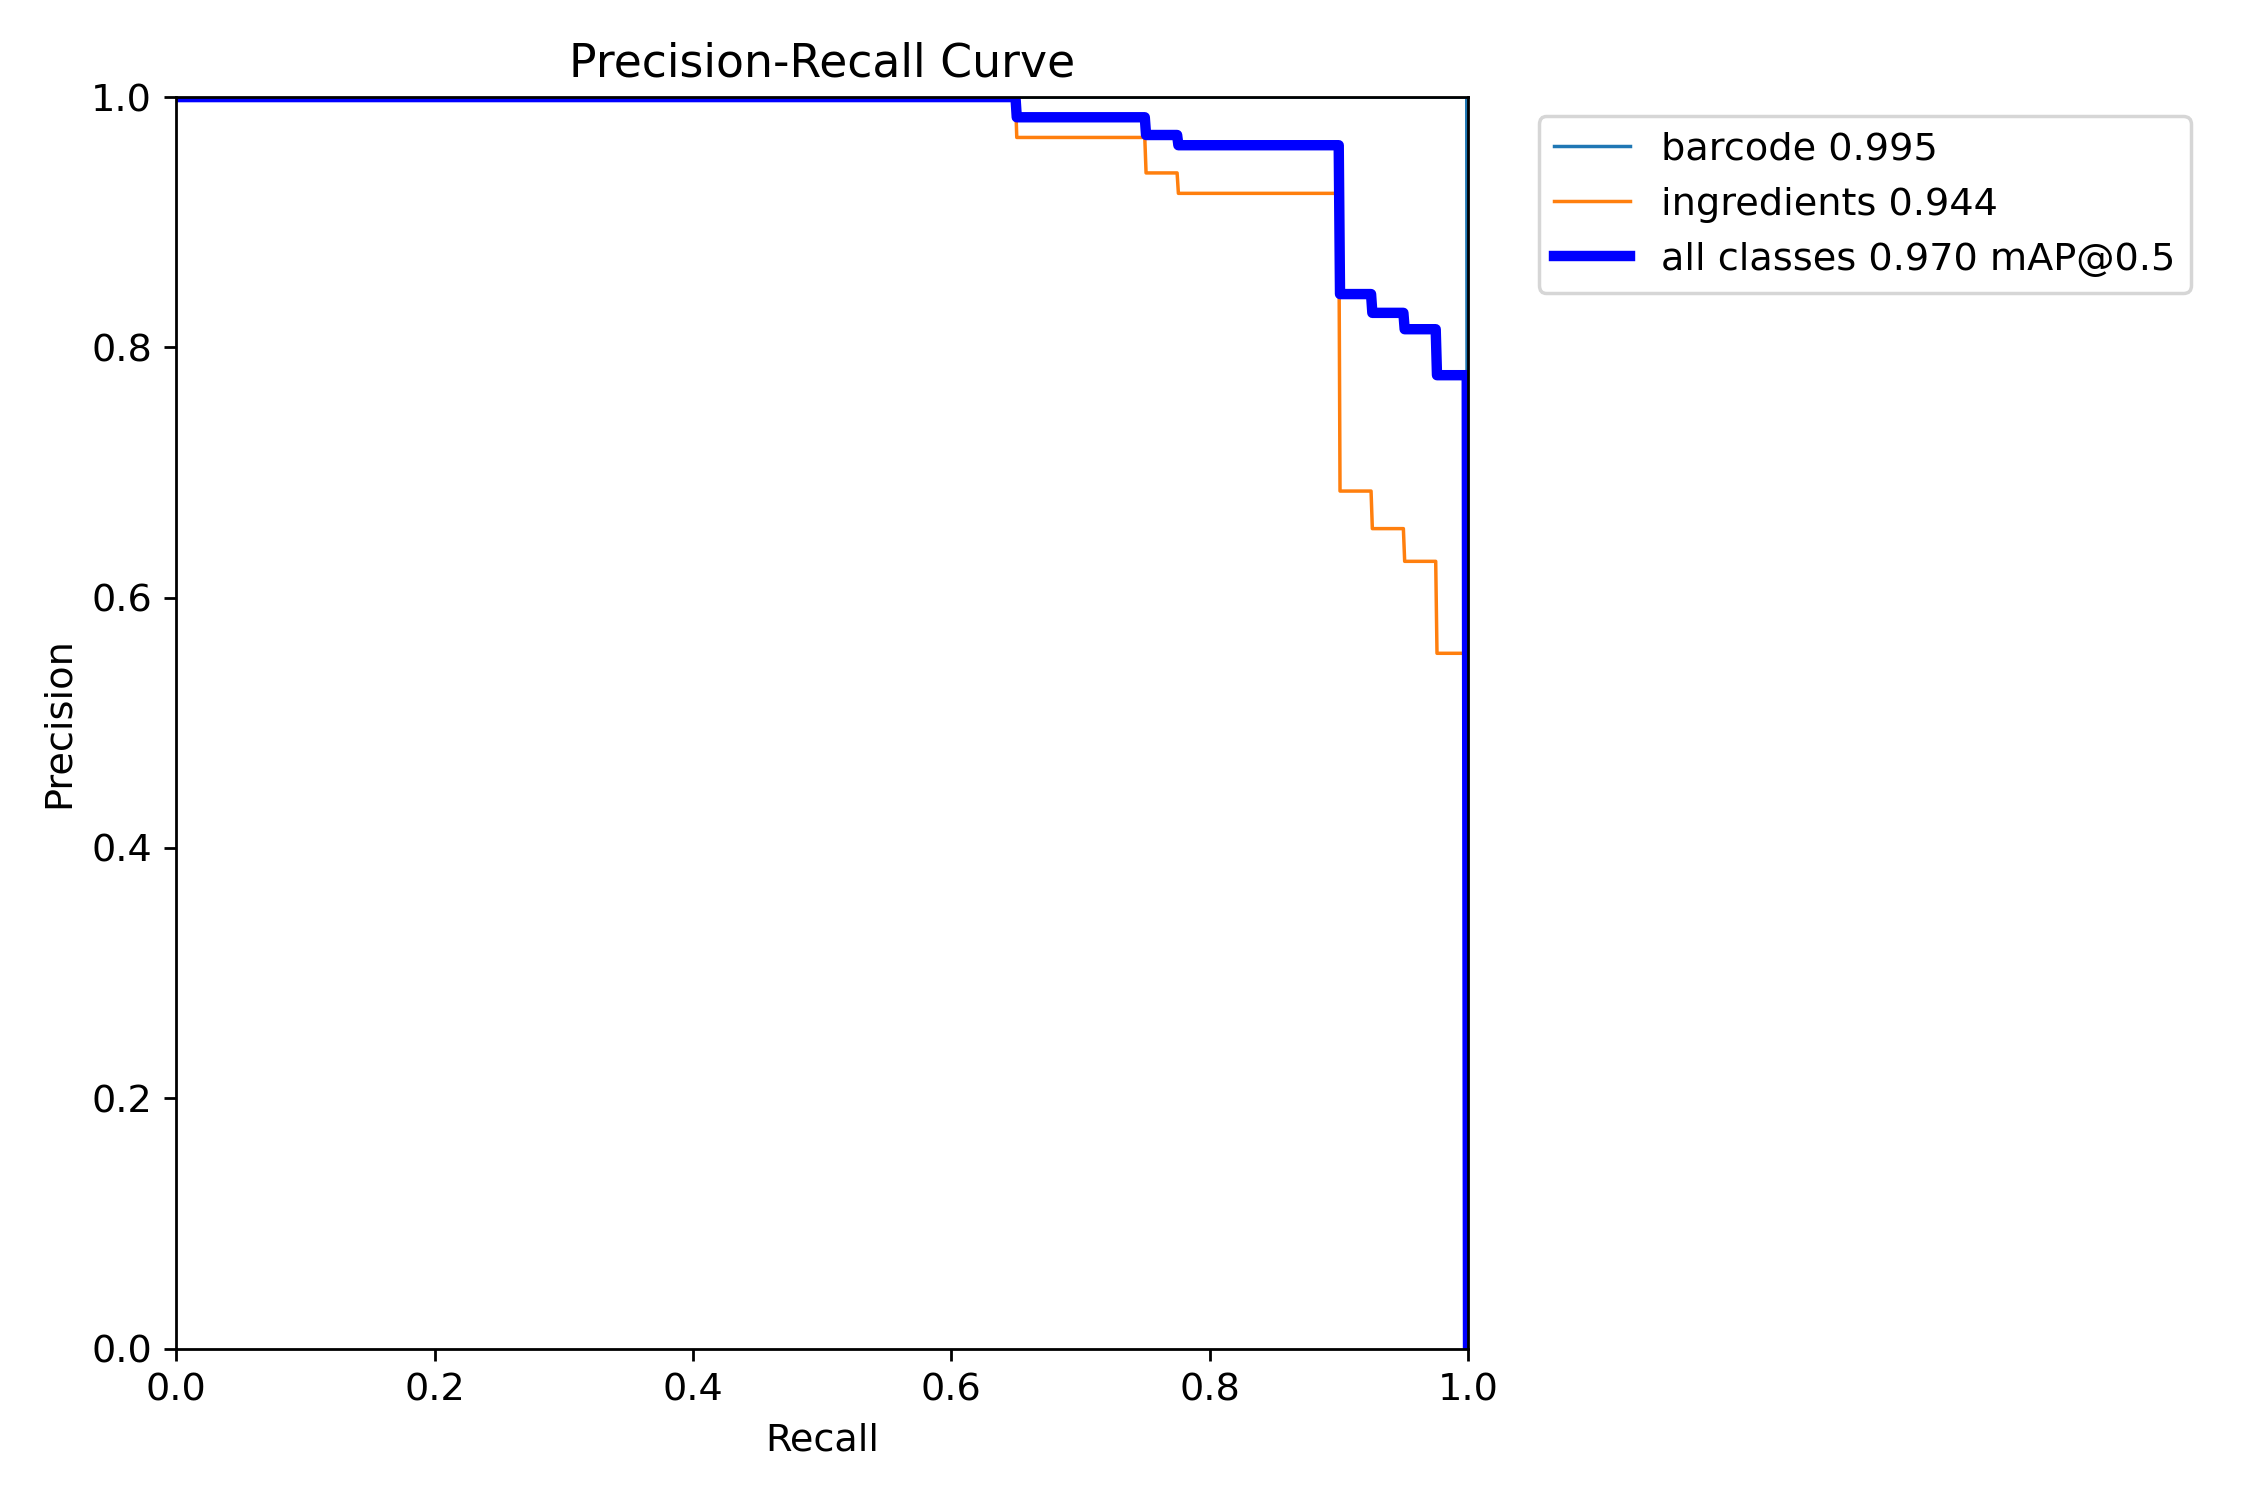 Precision-Recall Curve
1.0
0.8
0.6
0.4
0.2
0.0
Precision
0.0 0.2 0.4 0.6 0.8 1.0
Recall
barcode 0.995
ingredients 0.944
all classes 0.970 mAP@0.5